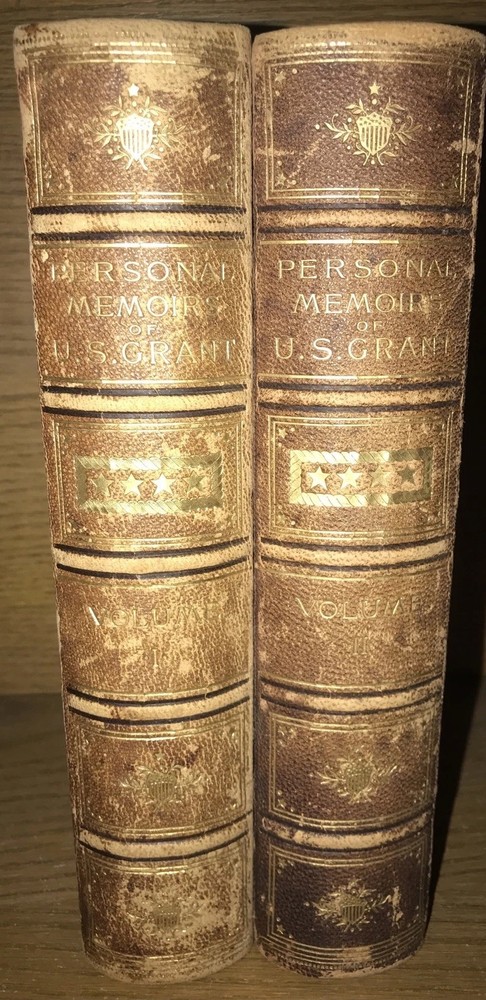 PERSONAL
MEMOIRS
OF
U.S. GRANT
VOLUME
I
PERSONAL
MEMOIRS
OF
U.S. GRANT
VOLUME
II